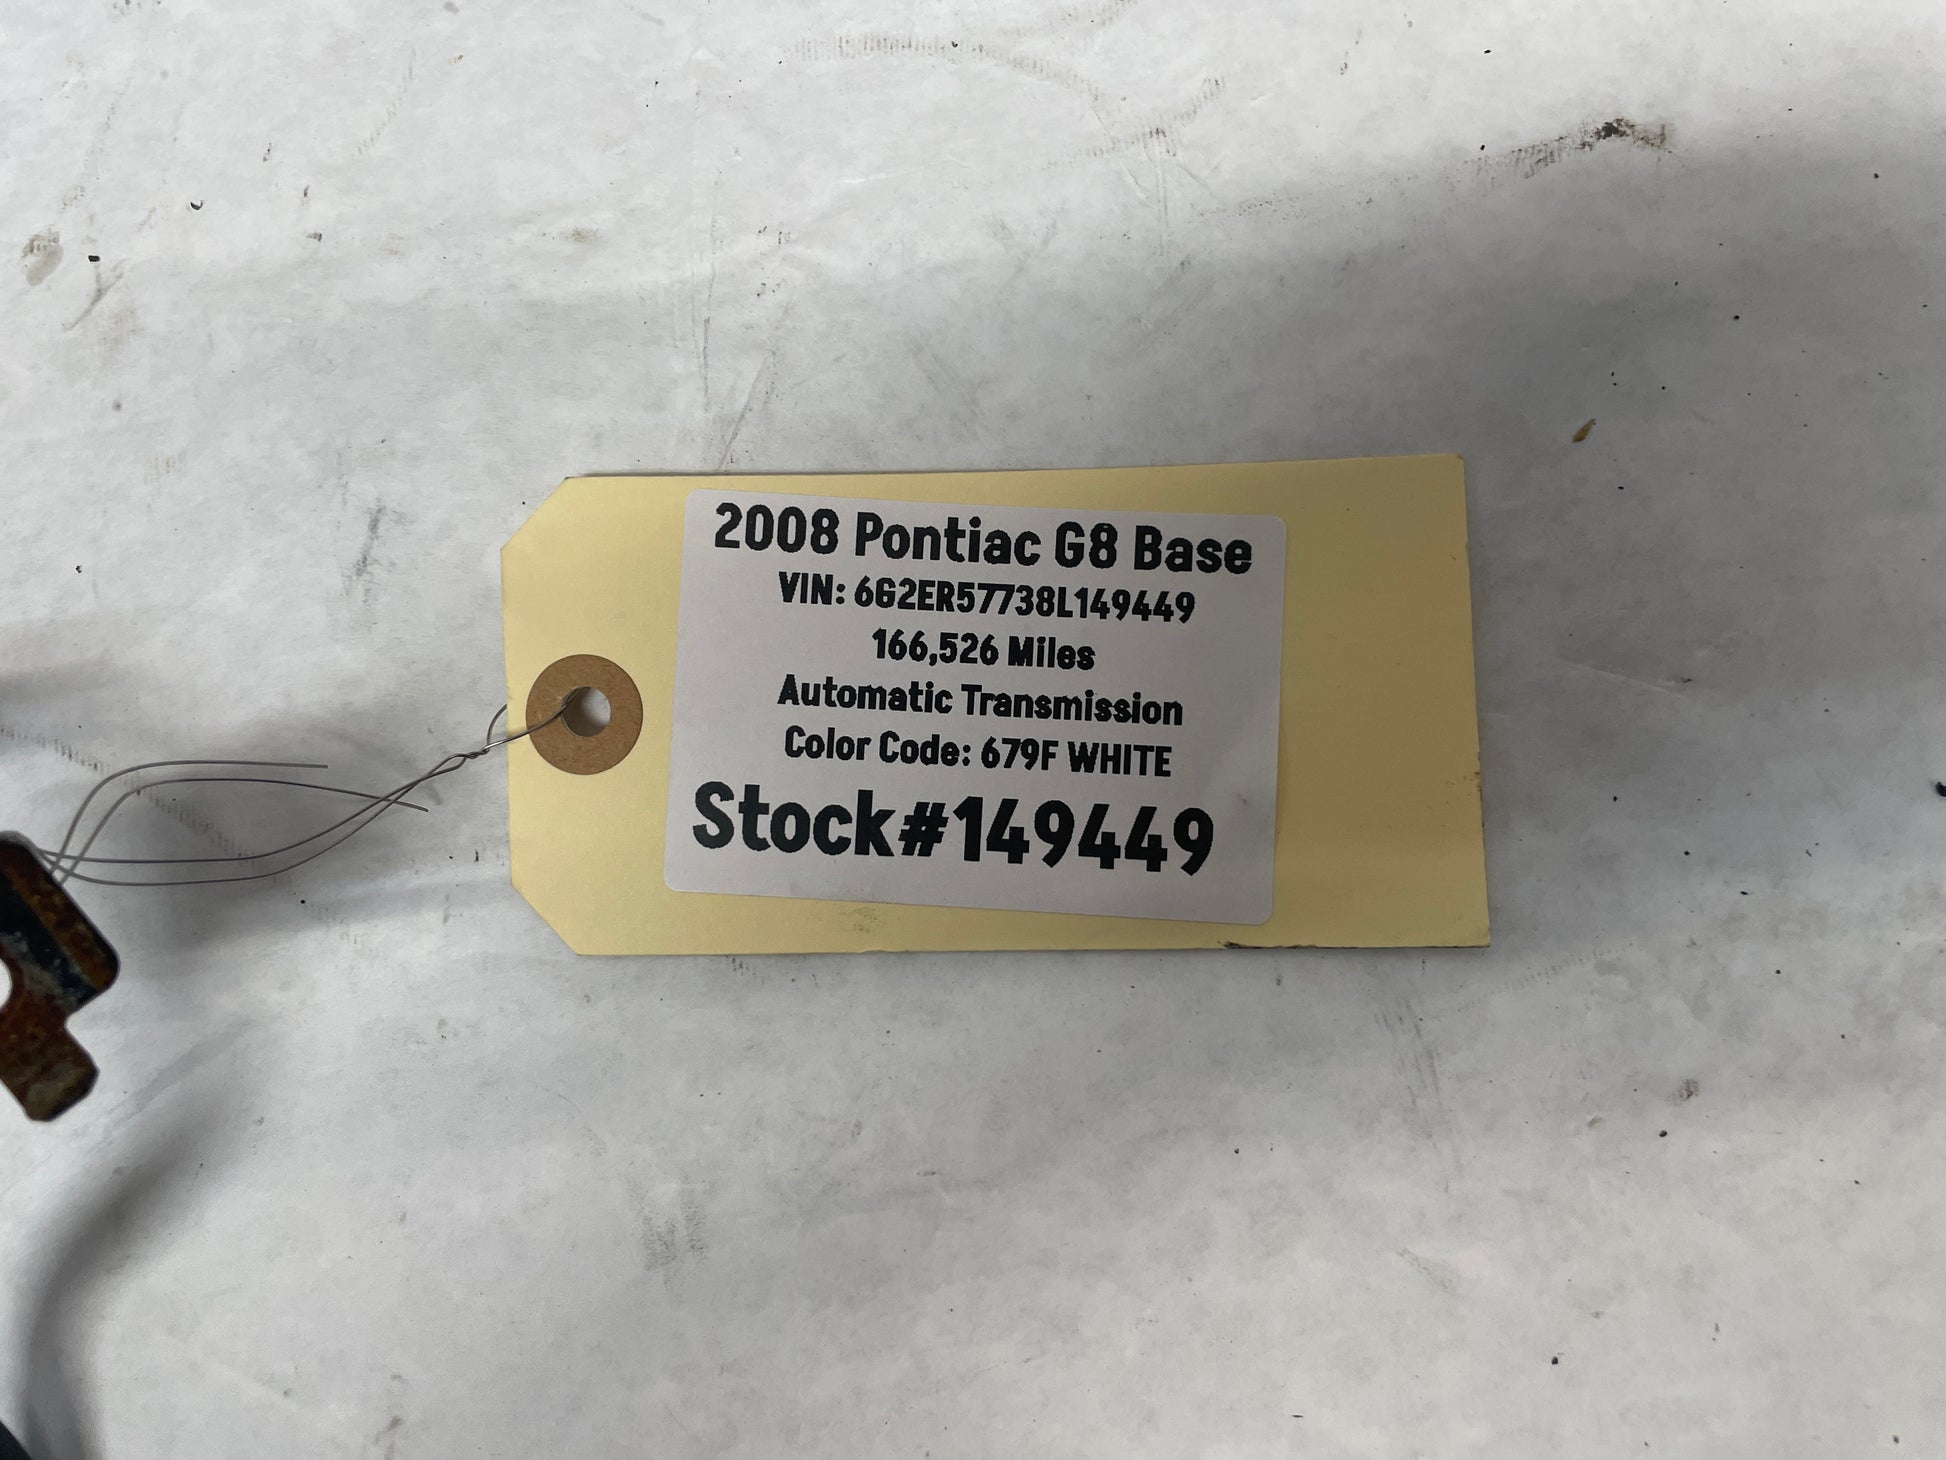 2008 Pontiac G8 Base
VIN: 6G2ER57738L149449
166,526 Miles
Automatic Transmission
Color Code: 679F WHITE
Stock#149449